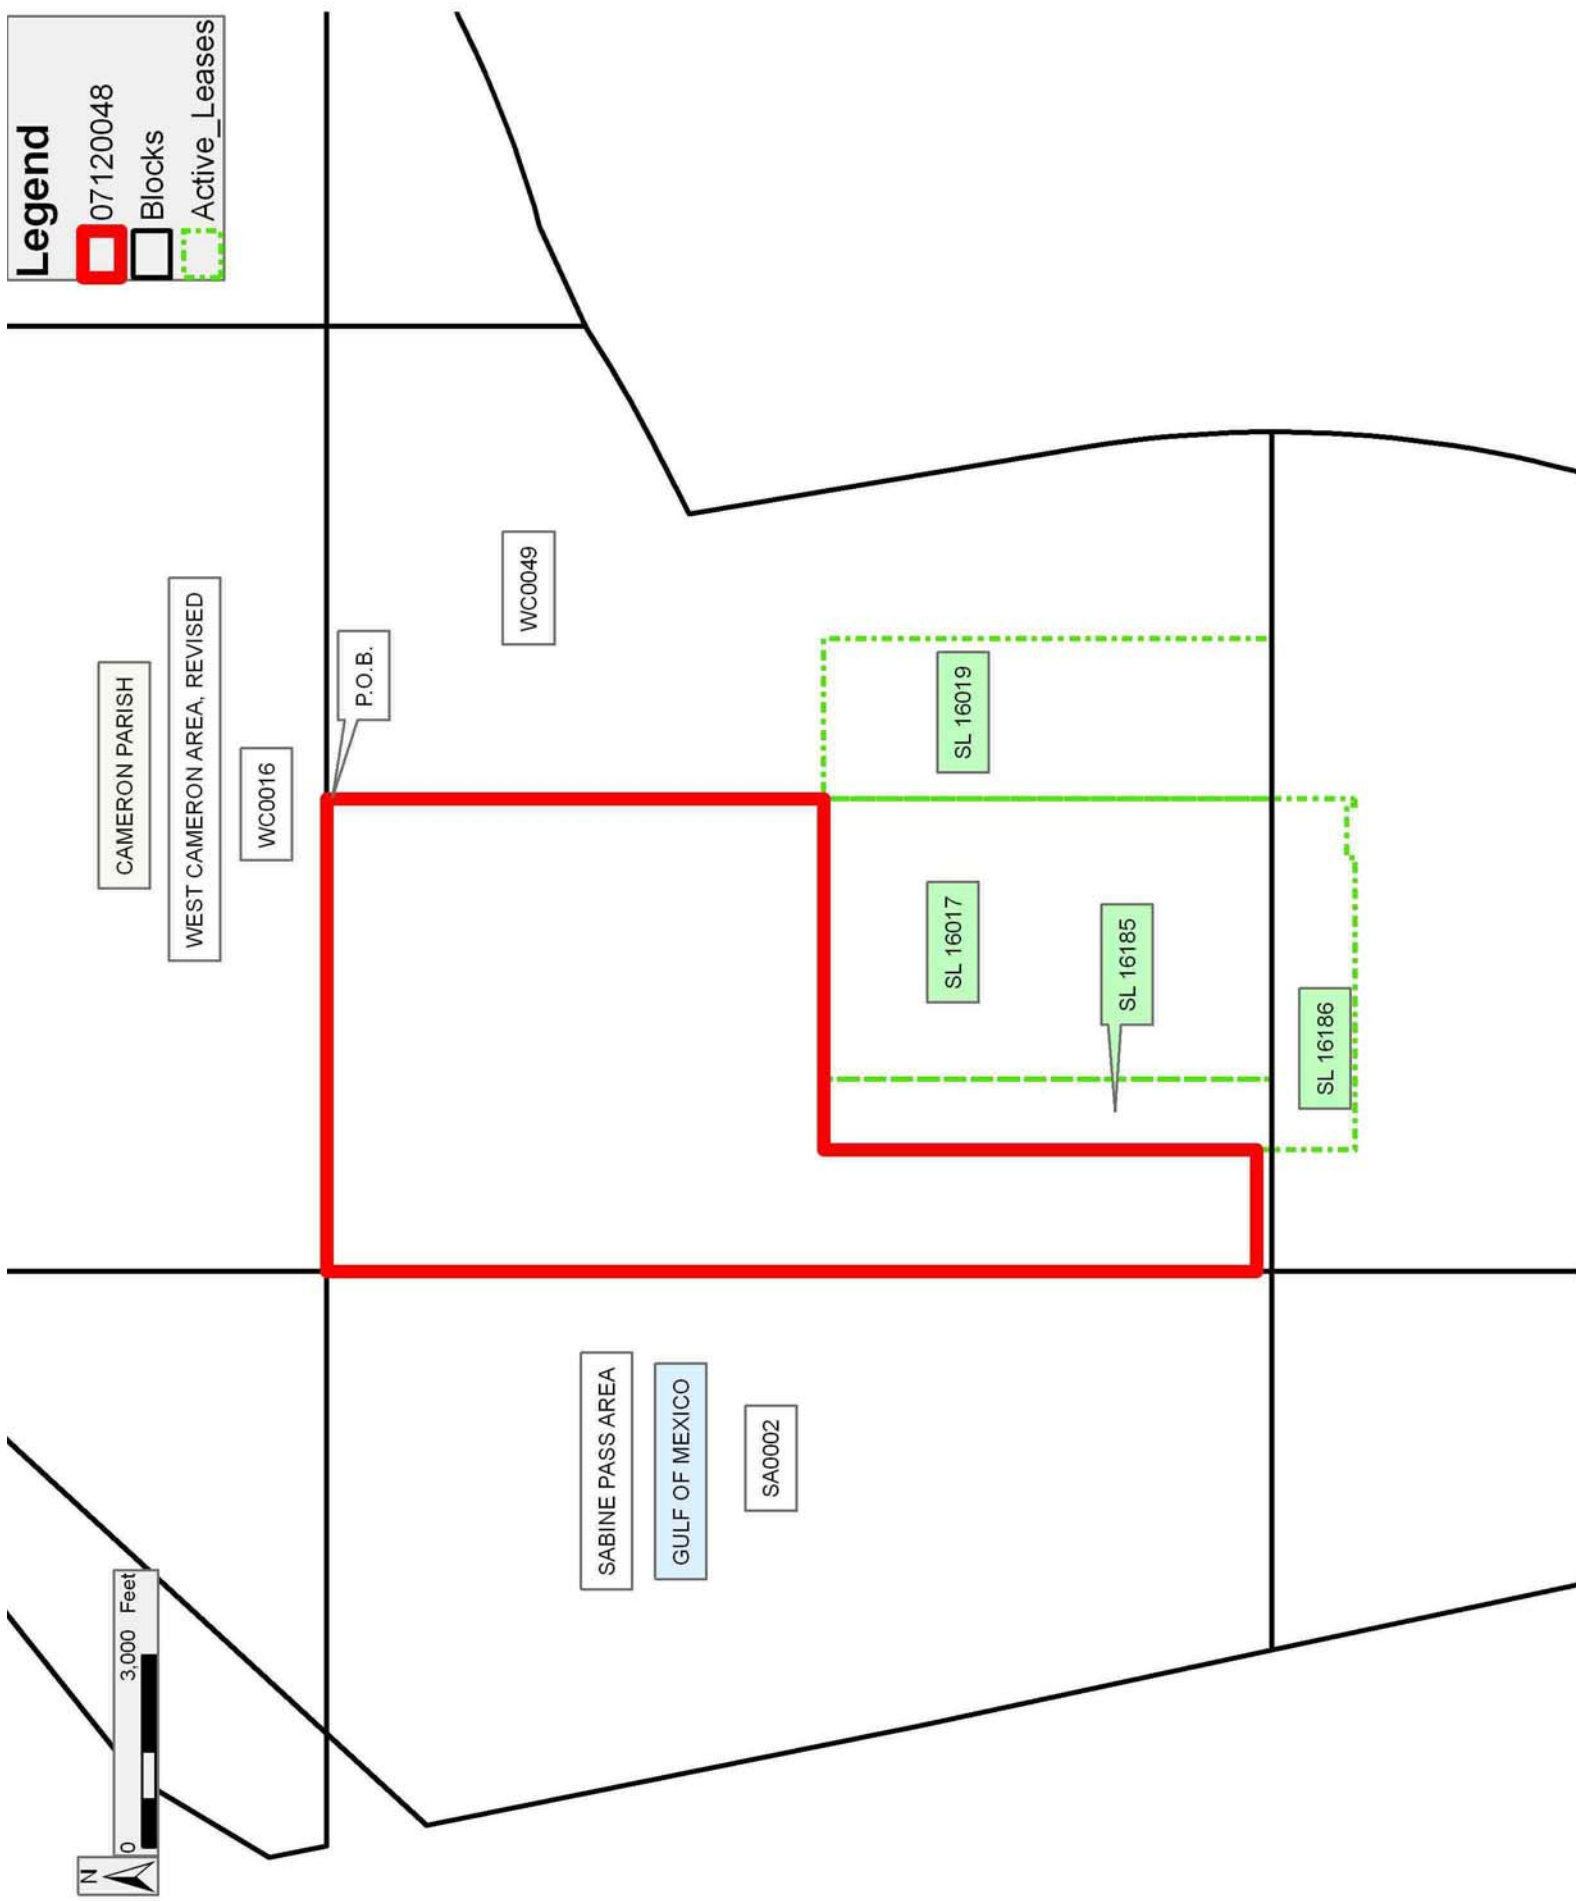 Legend
07120048
Blocks
Active_Leases
CAMERON PARISH
WEST CAMERON AREA, REVISED
WC0016
P.O.B.
WC0049
SL 16019
SL 16017
SL 16185
SL 16186
SABINE PASS AREA
GULF OF MEXICO
SA0002
N
0 3,000 Feet